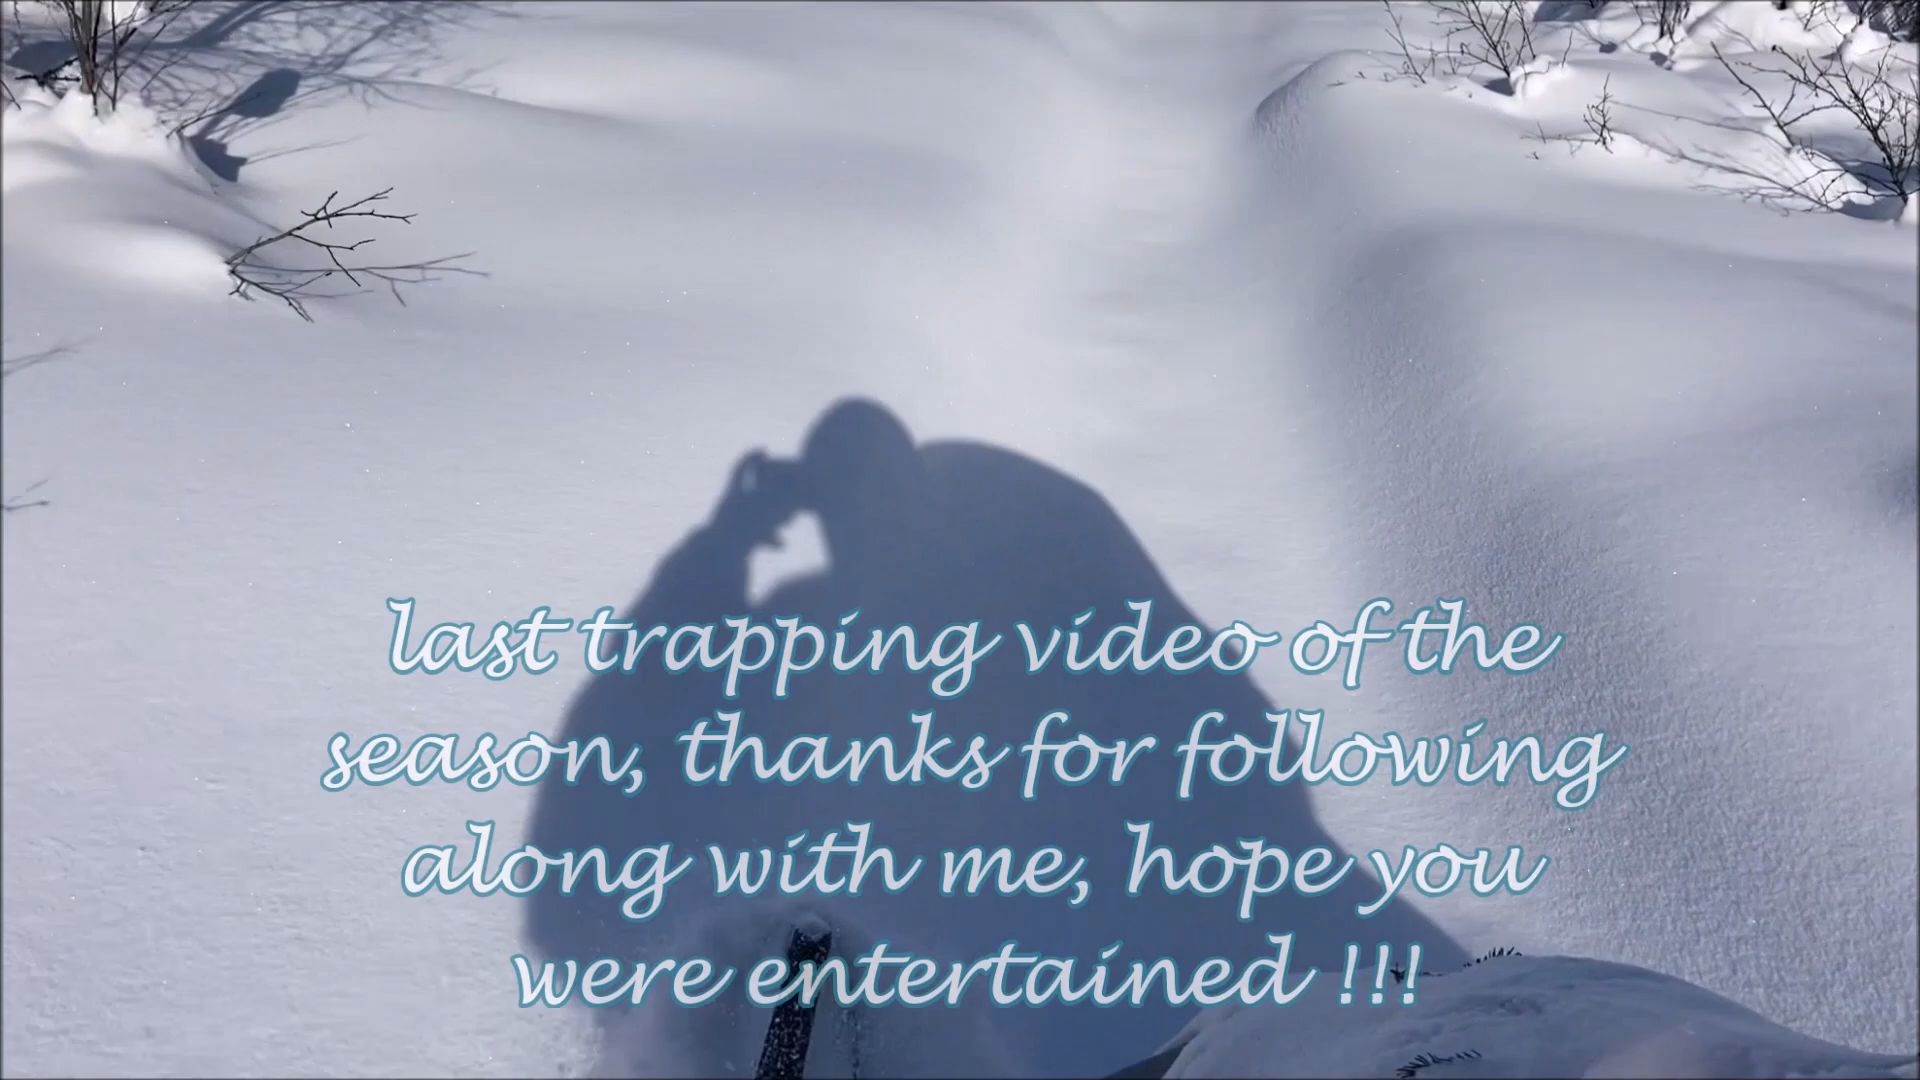 last trapping video of the
season, thanks for following
along with me, hope you
were entertained !!!